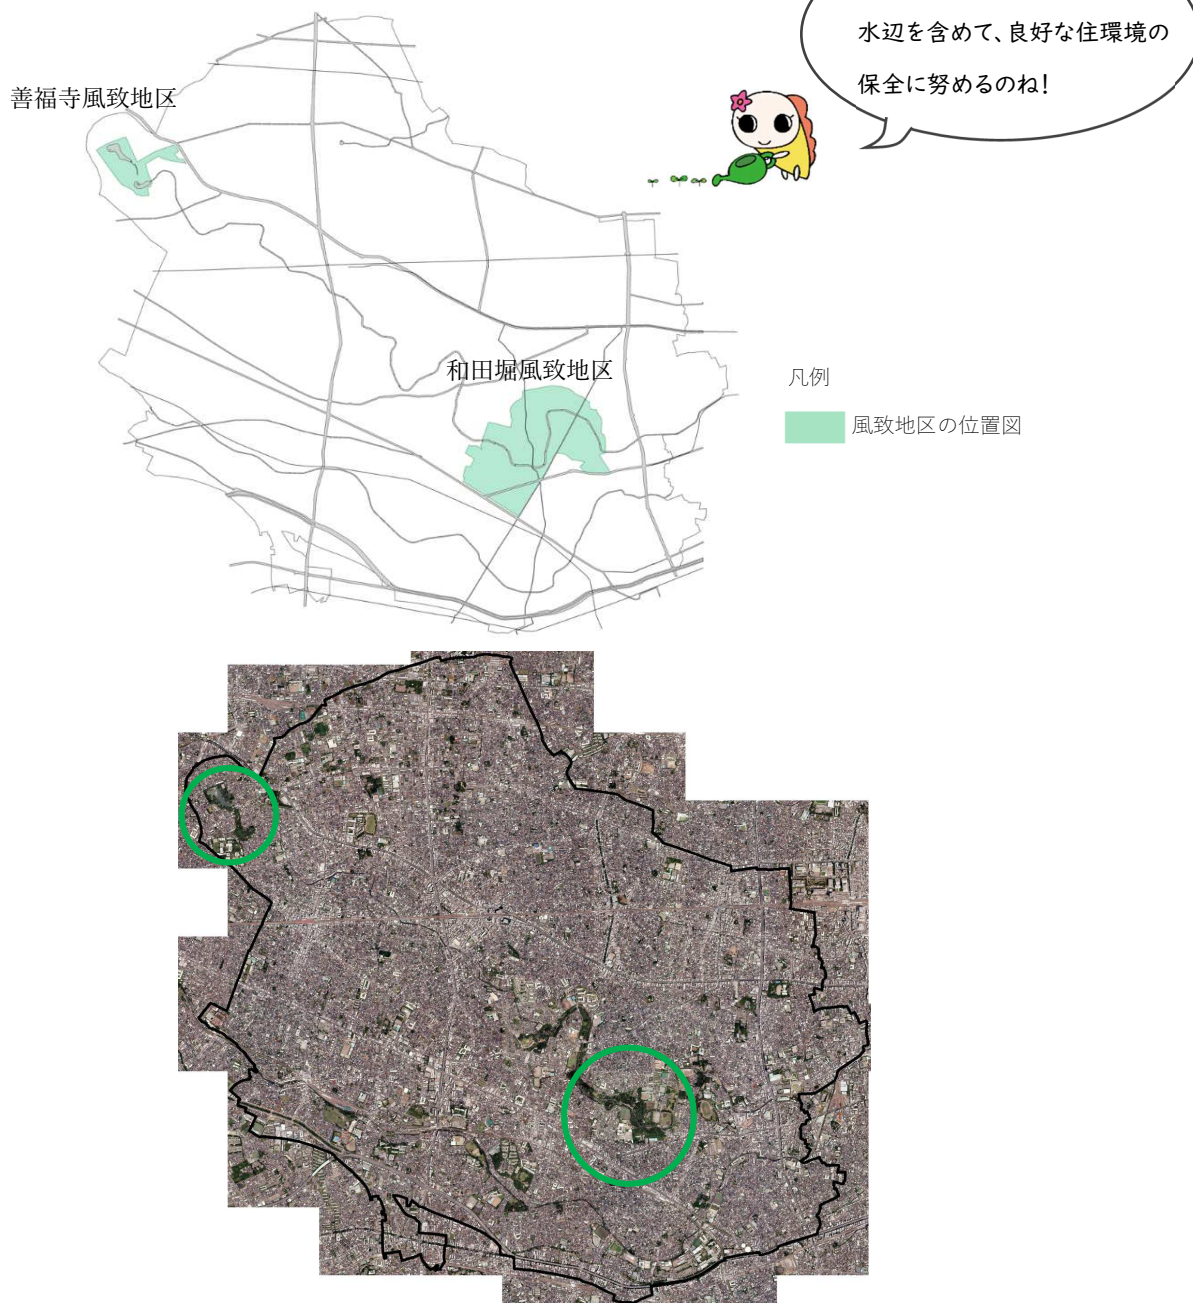 水辺を含めて、良好な住環境の
保全に努めるのね！
善福寺風致地区
和田堀風致地区
凡例
風致地区の位置図